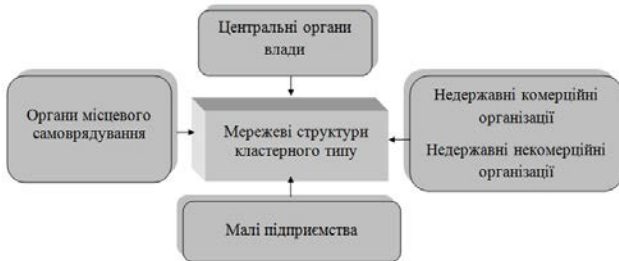 Центральні органи
влади
Органи місцевого
самоврядування
Мережеві структури
кластерного типу
Недержавні комерційні
організації
Недержавні некомерційні
організації
Малі підприємства